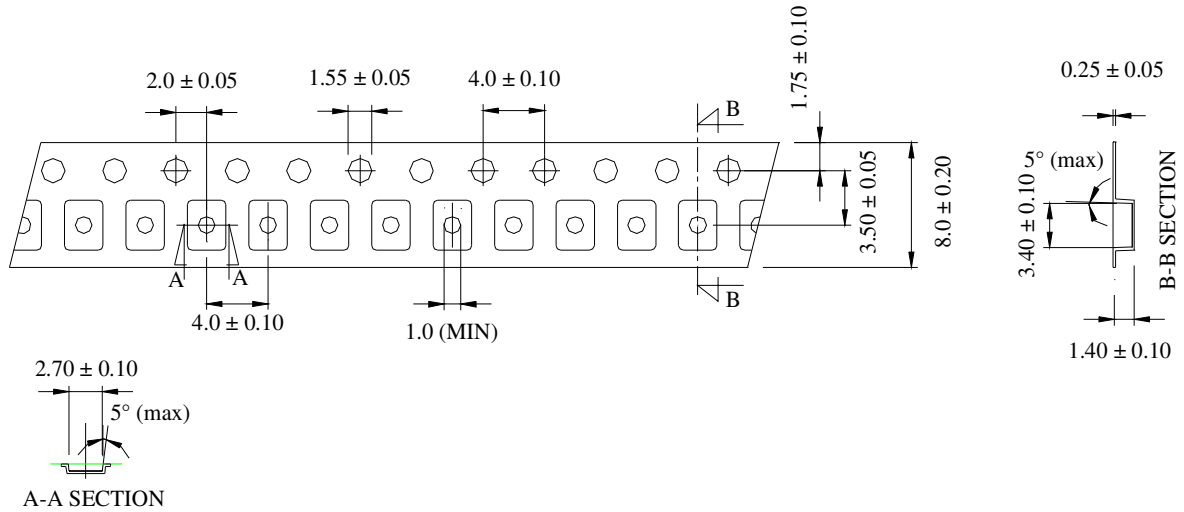 1.75 ± 0.10
0.25 ± 0.05
2.0 ± 0.05
1.55 ± 0.05
4.0 ± 0.10
B
5° (max)
3.50 ± 0.05
8.0 ± 0.20
3.40 ± 0.10
B-B SECTION
A
A
B
4.0 ± 0.10
1.0 (MIN)
1.40 ± 0.10
2.70 ± 0.10
5° (max)
A-A SECTION